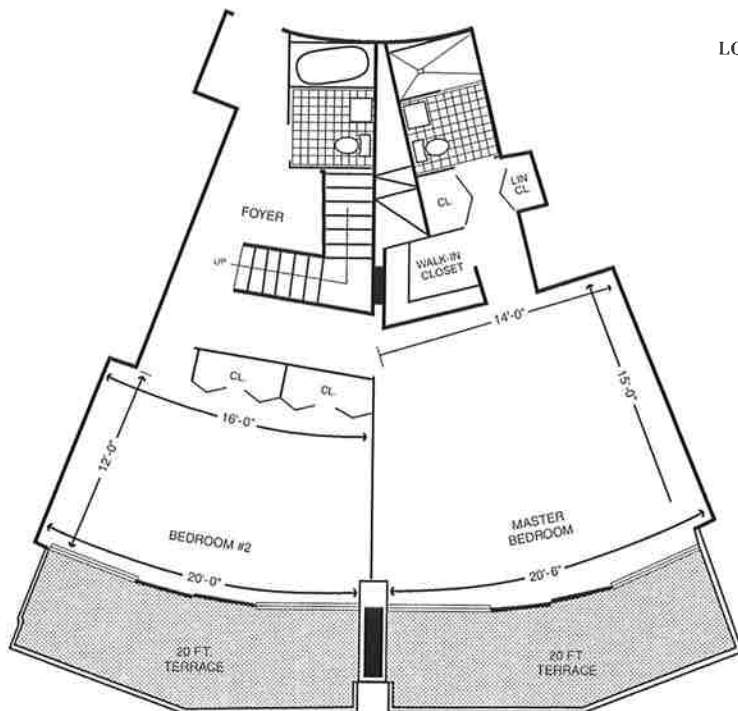 LO
FOYER
UP
CL.
LIN
CL
WALK-IN
CLOSET
14'-0"
15'-0"
CL.
CL.
16'-0"
12'-0"
BEDROOM #2
MASTER
BEDROOM
20'-0"
20'-6"
20 FT.
TERRACE
20 FT.
TERRACE